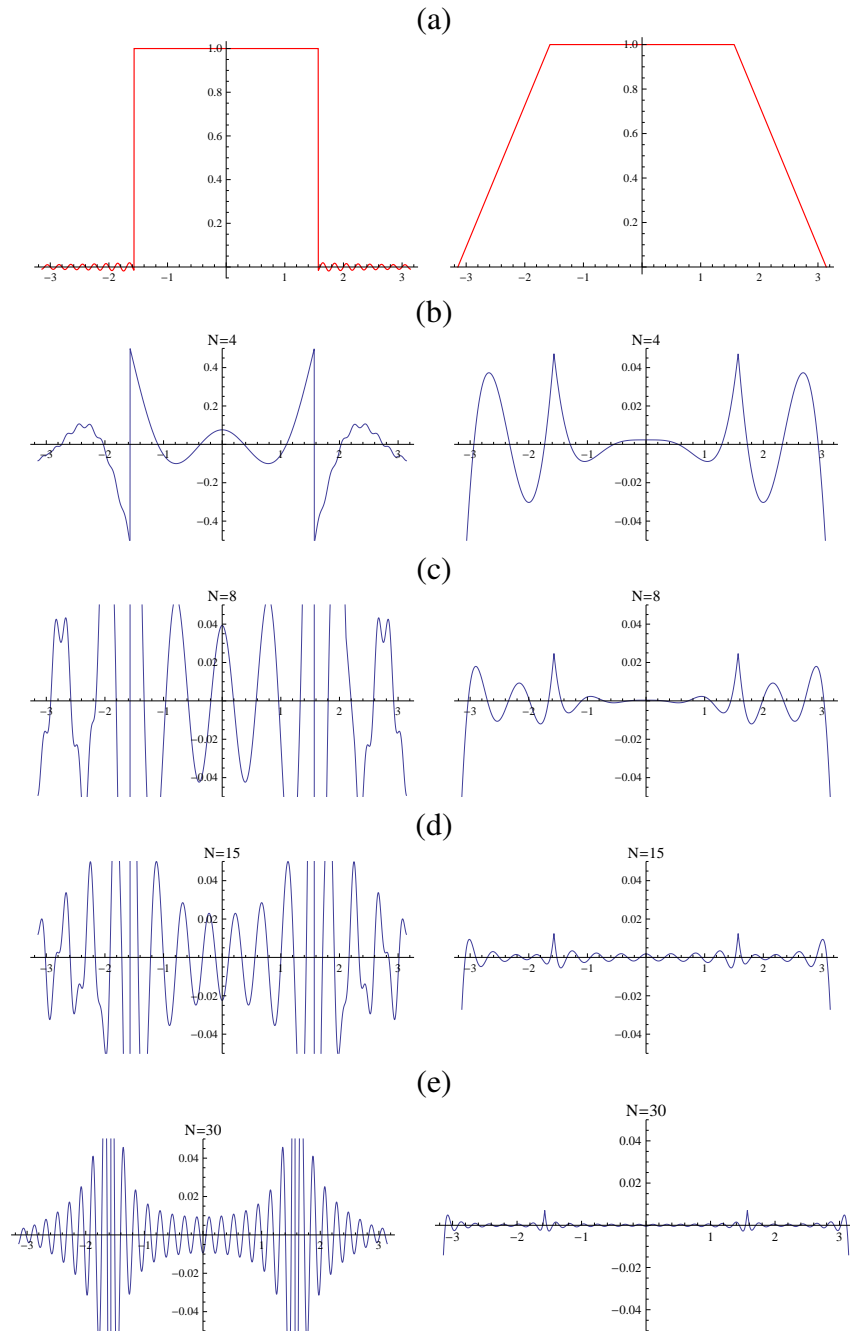 (a)
1.0 1.0
0.8 0.8
0.6 0.6
0.4 0.4
0.2 0.2
−3 −2 −1 1 2 3 −3 −2 −1 1 2 3
(b)
N=4 N=4
0.4 0.04
0.2 0.02
−3 −2 −1 1 2 3 −3 −2 −1 1 2 3
−0.2 −0.02
−0.4 −0.04
(c)
N=8 N=8
0.04 0.04
0.02 0.02
−3 −2 −1 1 2 3 −3 −2 −1 1 2 3
−0.02 −0.02
−0.04 −0.04
(d)
N=15 N=15
0.04 0.04
0.02 0.02
−3 −2 −1 1 2 3 −3 −2 −1 1 2 3
−0.02 −0.02
−0.04 −0.04
(e)
N=30 N=30
0.04 0.04
0.02 0.02
−3 −2 −1 0 1 2 3 −3 −2 −1 1 2 3
−0.02 −0.02
−0.04 −0.04